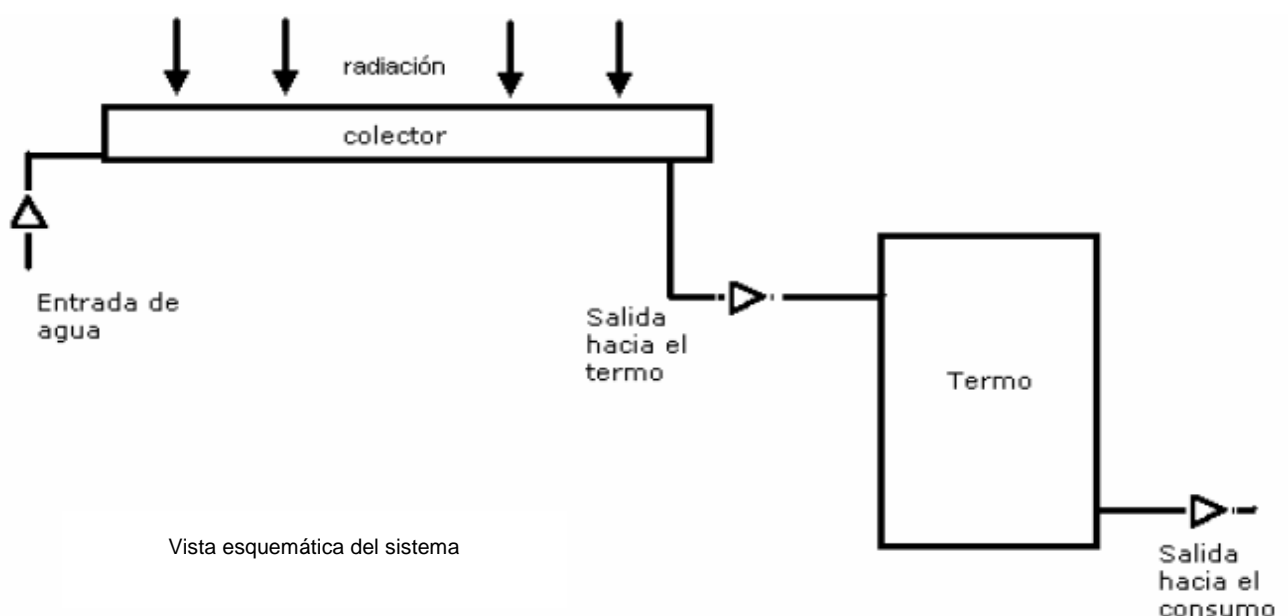 radiación
colector
Entrada de
agua
Salida
hacia el
termo
Termo
Vista esquemática del sistema
Salida
hacia el
consumo